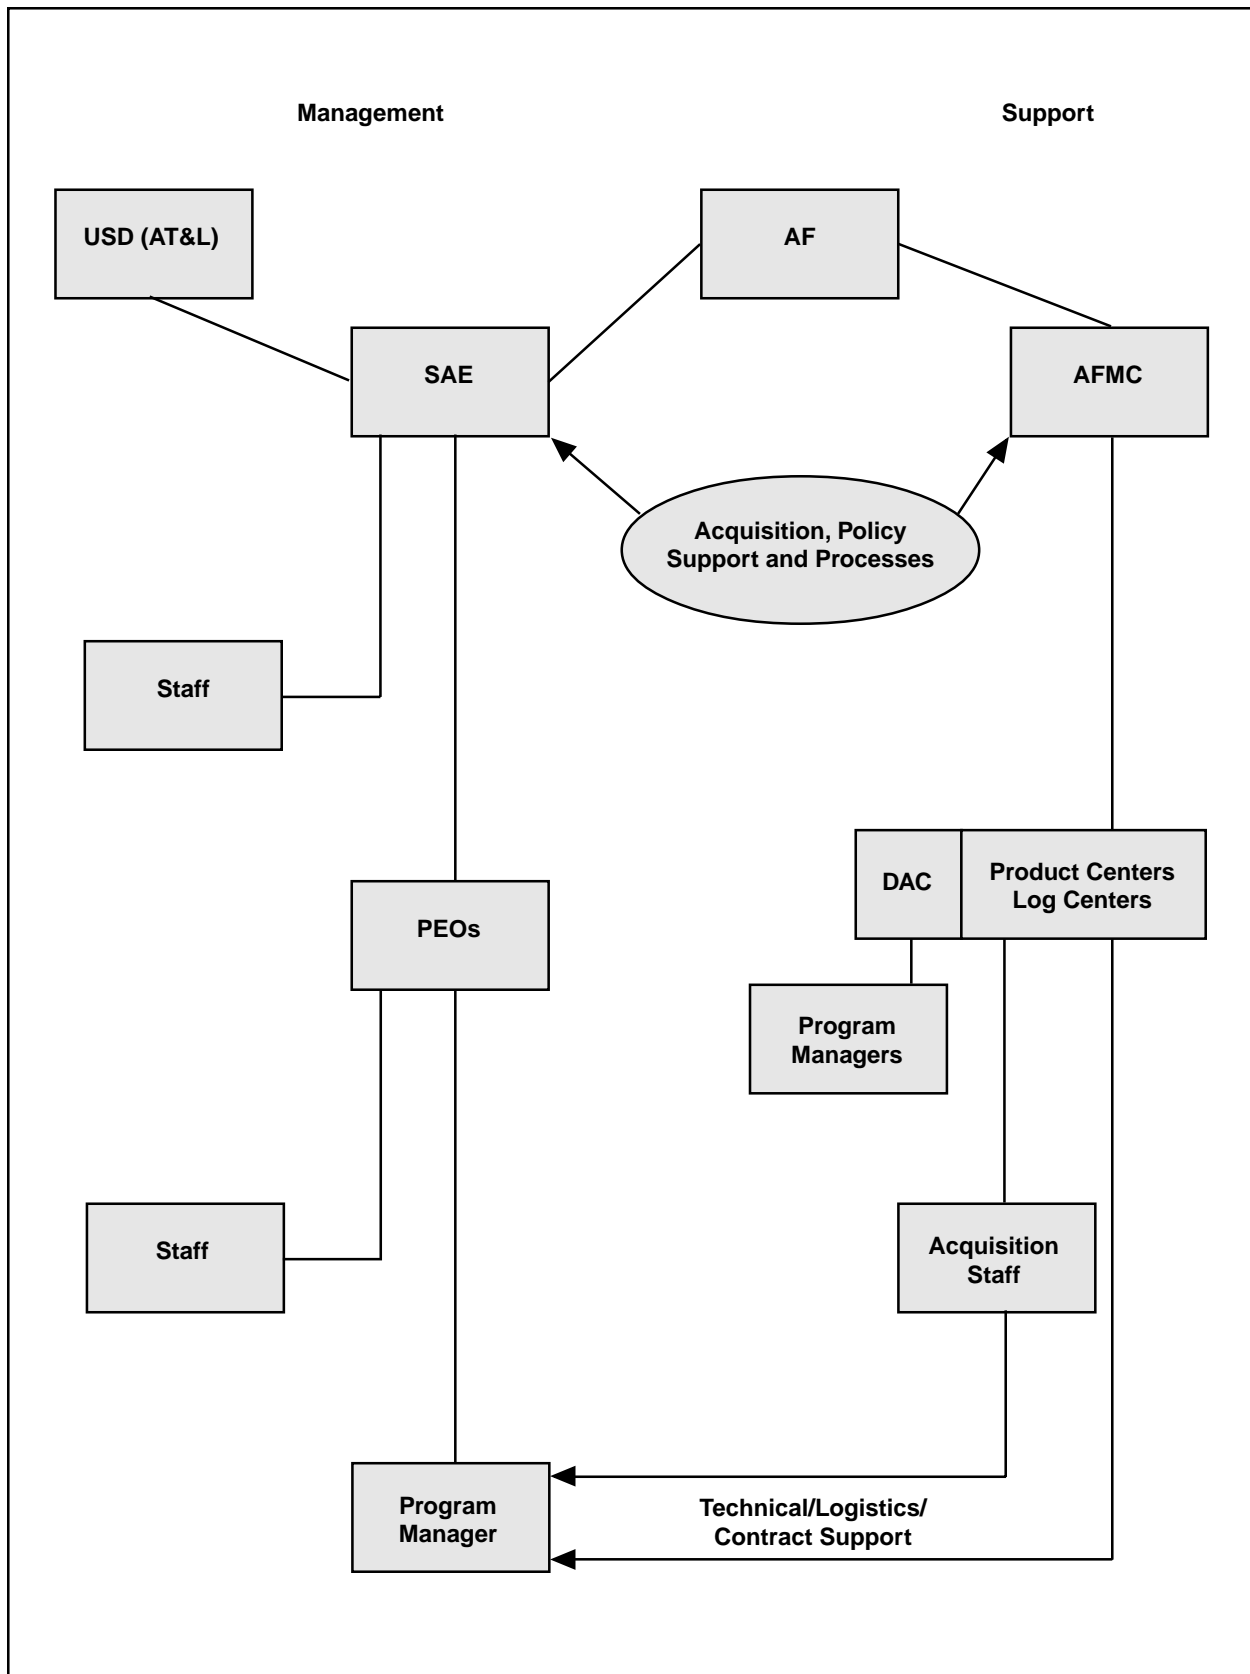 Management
Support
USD (AT&L)
AF
SAE
AFMC
Acquisition, Policy
Support and Processes
Staff
DAC
Product Centers
Log Centers
PEOs
Program
Managers
Staff
Acquisition
Staff
Program
Manager
Technical/Logistics/
Contract Support